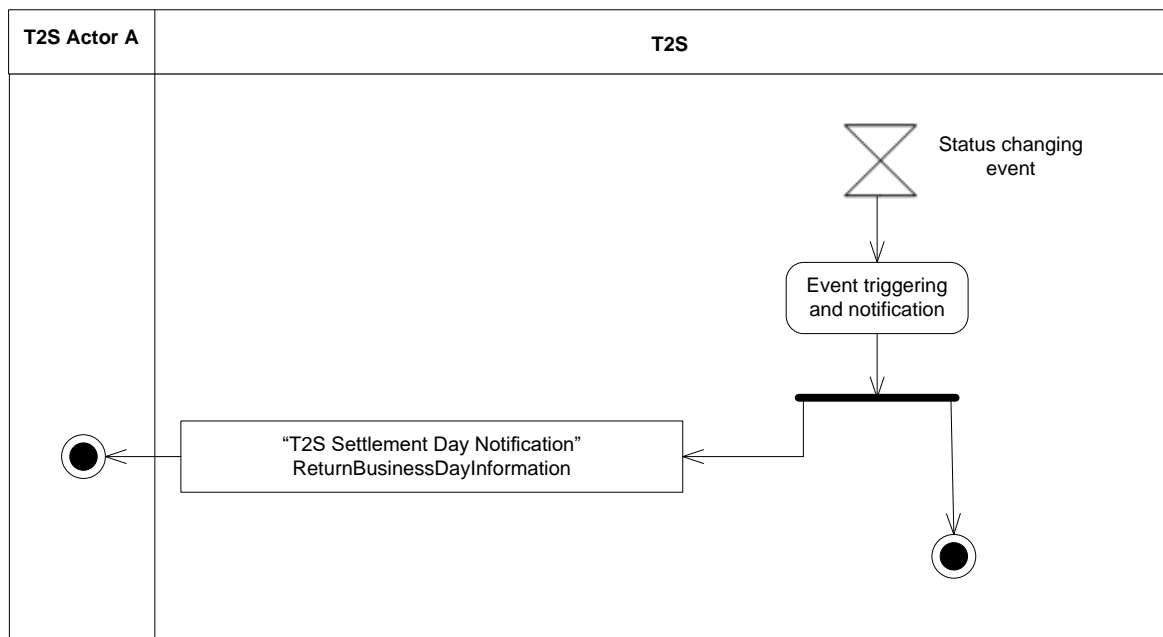 T2S Actor A
T2S
Status changing
event
Event triggering
and notification
“T2S Settlement Day Notification”
ReturnBusinessDayInformation